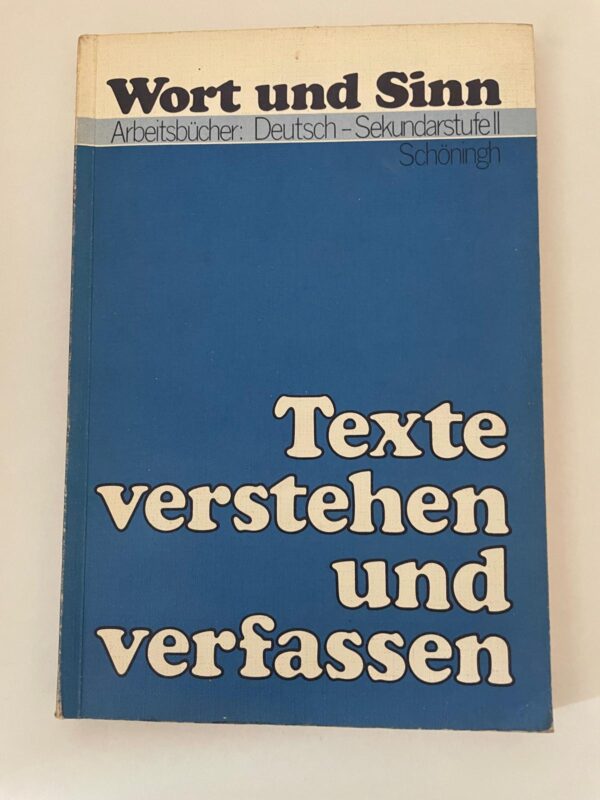 Wort und Sinn
Arbeitsbücher: Deutsch – Sekundarstufe II
Schöningh
Texte
verstehen
und
verfassen